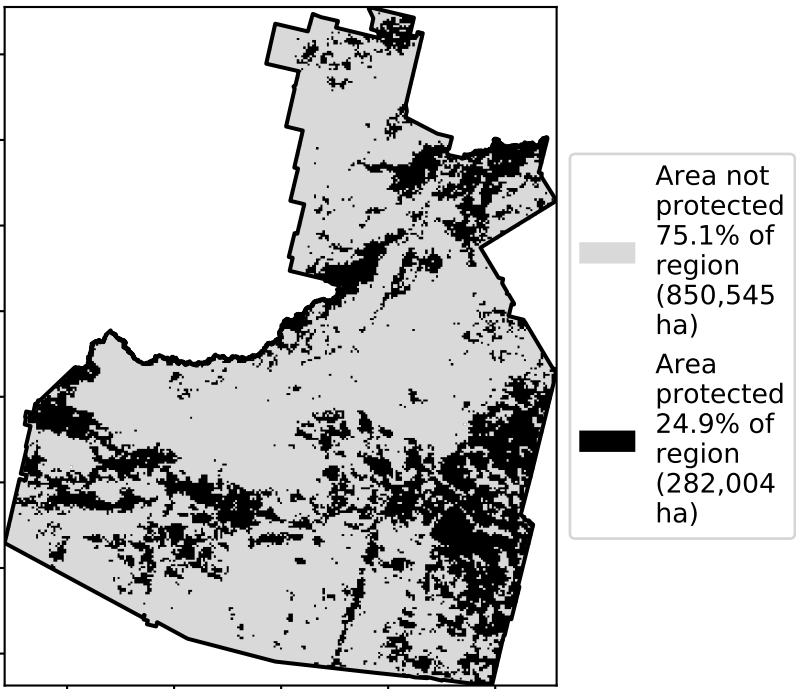 Area not
protected
75.1% of
region
(850,545
ha)
Area
protected
24.9% of
region
(282,004
ha)